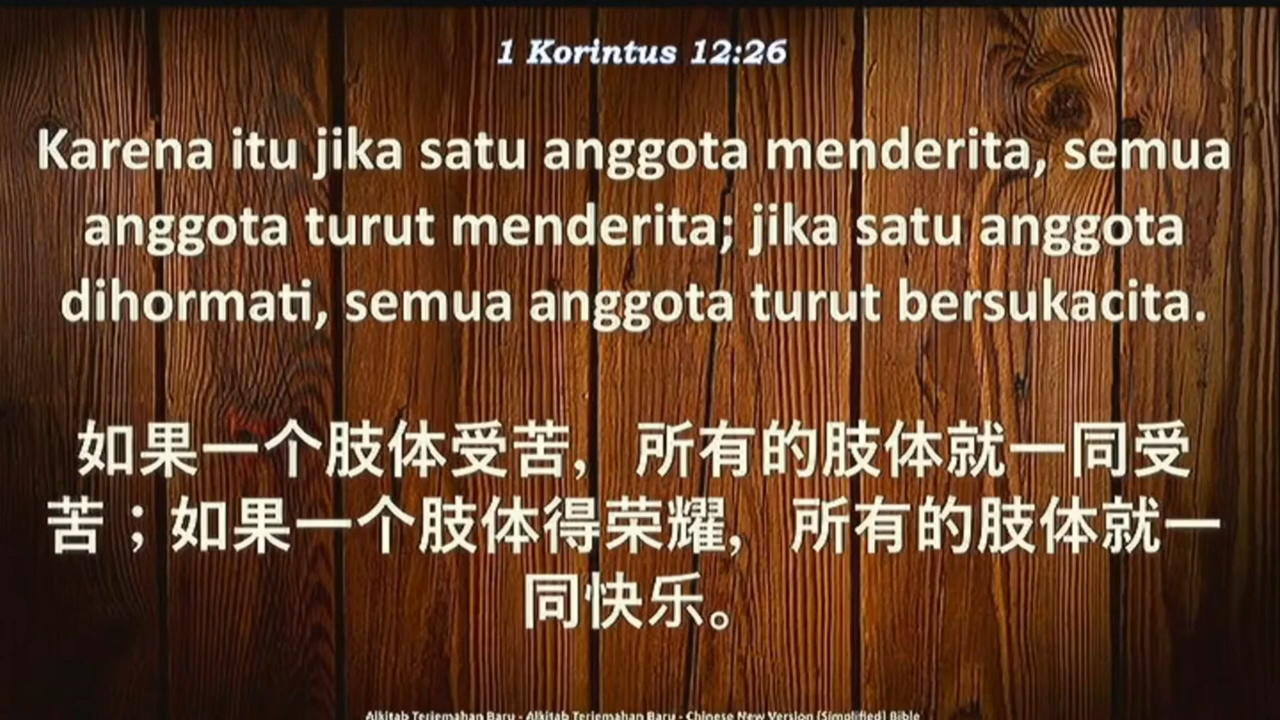 1 Korintus 12:26
Karena itu jika satu anggota menderita, semua
anggota turut menderita; jika satu anggota
dihormati, semua anggota turut bersukacita.
如果一个肢体受苦，所有的肢体就一同受
苦；如果一个肢体得荣耀，所有的肢体就一
同快乐。
Alkitab Terjemahan Baru - Alkitab Terjemahan Baru - Chinese New Version (Simplified) Bible